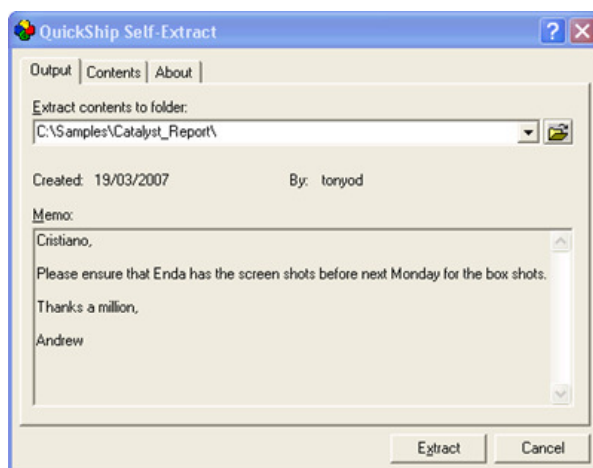 QuickShip Self-Extract
Output Contents About
Extract contents to folder:
C:\Samples\Catalyst_Report\
Created: 19/03/2007 By: tonyod
Memo:
Cristiano,
Please ensure that Enda has the screen shots before next Monday for the box shots.
Thanks a million,
Andrew
Extract Cancel